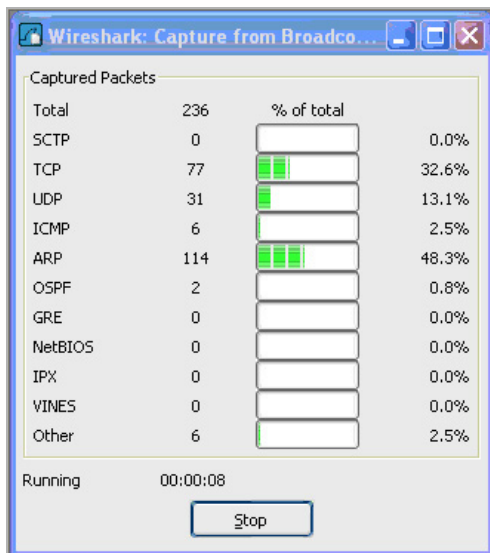 Wireshark: Capture from Broadco...
Captured Packets
Total 236 % of total
SCTP 0 0.0%
TCP 77 32.6%
UDP 31 13.1%
ICMP 6 2.5%
ARP 114 48.3%
OSPF 2 0.8%
GRE 0 0.0%
NetBIOS 0 0.0%
IPX 0 0.0%
VINES 0 0.0%
Other 6 2.5%
Running 00:00:08
Stop